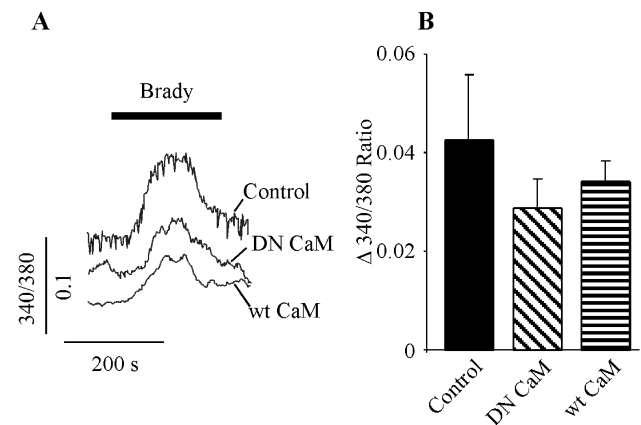 A
Brady
Control
DN CaM
wt CaM
340/380
0.1
200 s
B
Δ 340/380 Ratio
0.06
0.04
0.02
0
Control
DN CaM
wt CaM